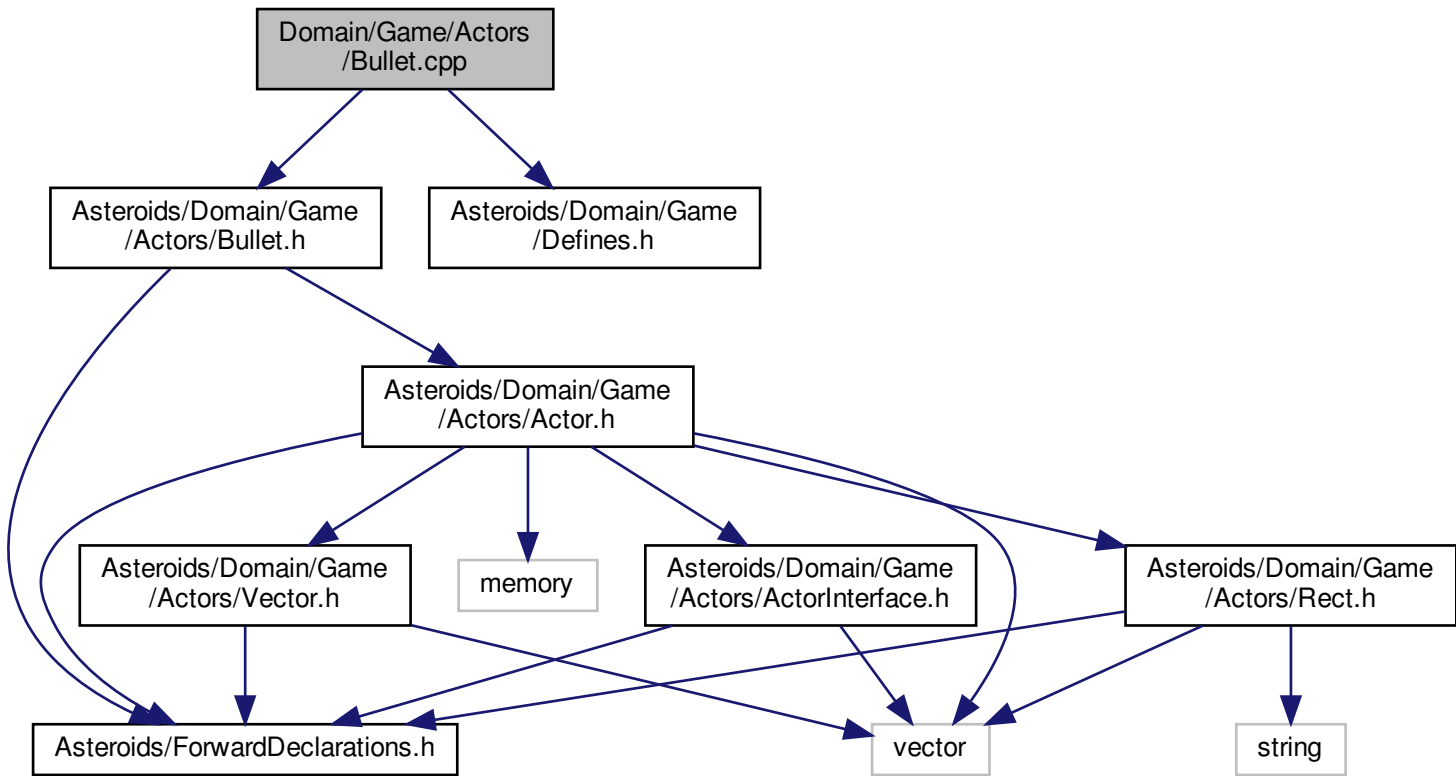 Domain/Game/Actors
/Bullet.cpp
Asteroids/Domain/Game
/Actors/Bullet.h
Asteroids/Domain/Game
/Defines.h
Asteroids/Domain/Game
/Actors/Actor.h
Asteroids/Domain/Game
/Actors/Vector.h
memory
Asteroids/Domain/Game
/Actors/ActorInterface.h
Asteroids/Domain/Game
/Actors/Rect.h
Asteroids/ForwardDeclarations.h
vector
string